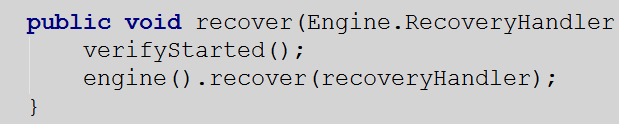 public void recover(Engine.RecoveryHandler
verifyStarted();
engine().recover(recoveryHandler);
}